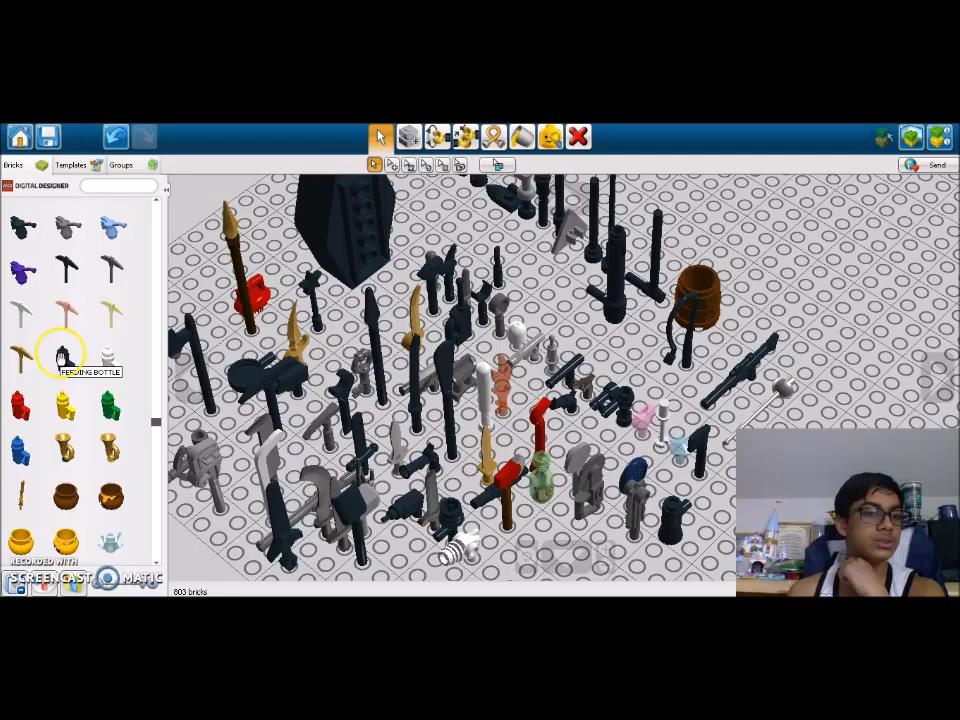 Bricks Templates Groups Send
LEGO DIGITAL DESIGNER
FEEDING BOTTLE
RECORDED WITH
SCREENCAST MATIC
803 bricks